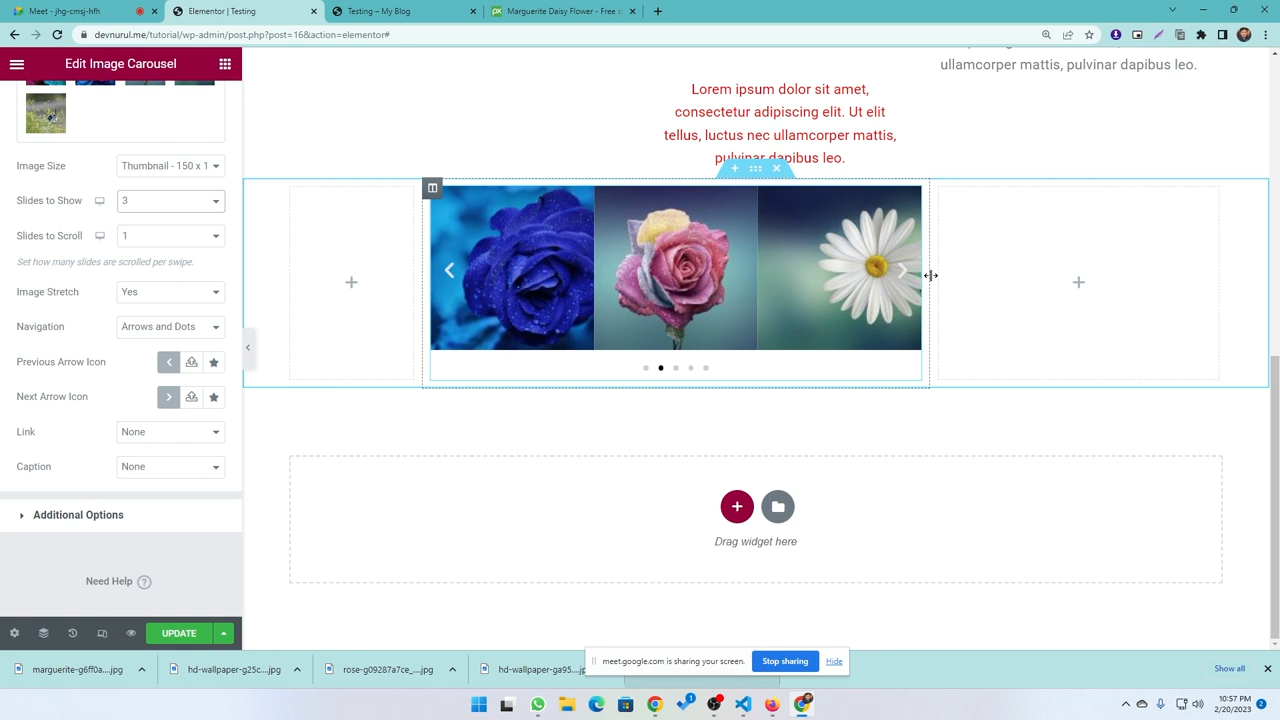 Meet - jhg-cmsj-nfh
Elementor | Testing
Testing – My Blog
Marguerite Daisy Flower - Free s
devnurul.me/tutorial/wp-admin/post.php?post=16&action=elementor#
Edit Image Carousel
Image Size
Thumbnail - 150 x 1
Slides to Show
3
Slides to Scroll
1
Set how many slides are scrolled per swipe.
Image Stretch
Yes
Navigation
Arrows and Dots
Previous Arrow Icon
Next Arrow Icon
Link
None
Caption
None
Additional Options
Need Help
?
UPDATE
ullamcorper mattis, pulvinar dapibus leo.
Lorem ipsum dolor sit amet,
consectetur adipiscing elit. Ut elit
tellus, luctus nec ullamcorper mattis,
pulvinar dapibus leo.
Drag widget here
marguerite-g6ff0a....jpg
hd-wallpaper-g25c....jpg
rose-g09287a7ce_....jpg
hd-wallpaper-ga95....jp
meet.google.com is sharing your screen.
Stop sharing
Hide
Show all
1
10:57 PM
2/20/2023
2